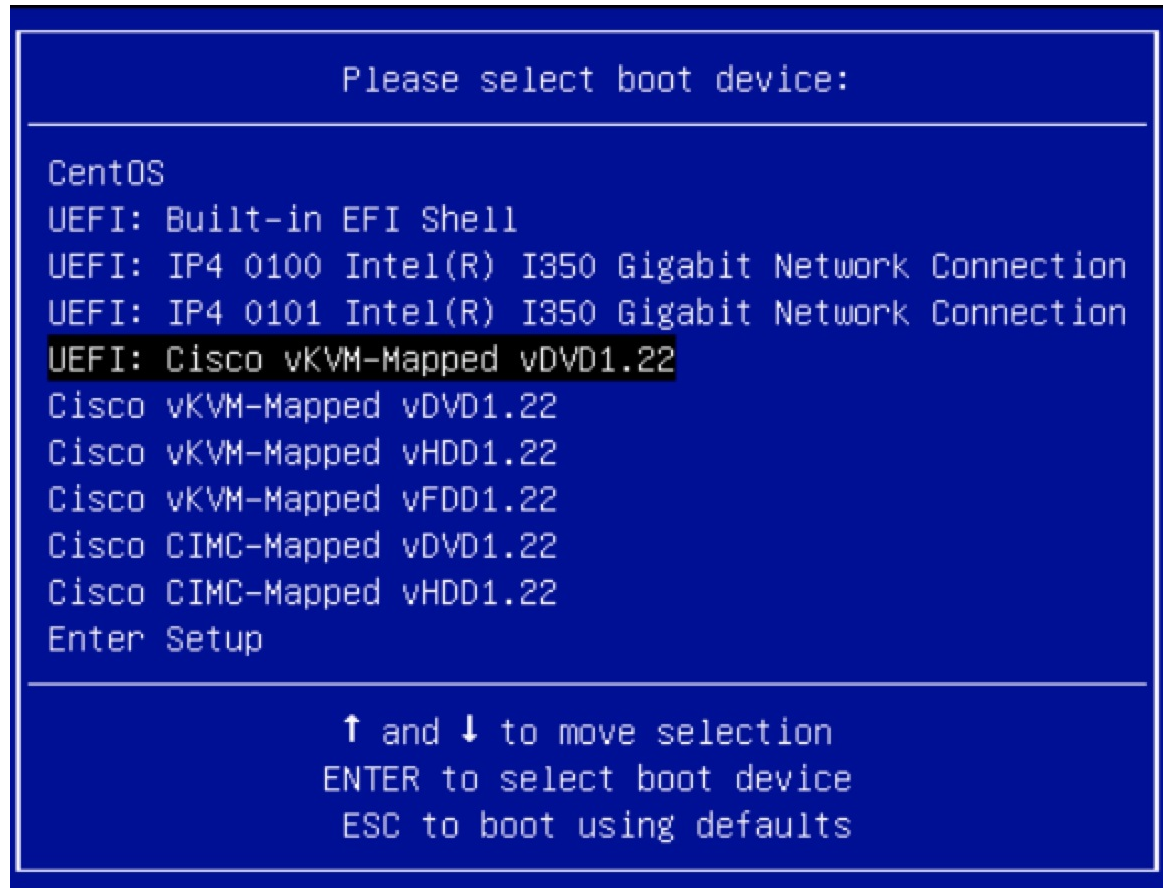 Please select boot device:
CentOS
UEFI: Built-in EFI Shell
UEFI: IP4 0100 Intel(R) I350 Gigabit Network Connection
UEFI: IP4 0101 Intel(R) I350 Gigabit Network Connection
UEFI: Cisco vKVM-Mapped vDVD1.22
Cisco vKVM-Mapped vDVD1.22
Cisco vKVM-Mapped vHDD1.22
Cisco vKVM-Mapped vFDD1.22
Cisco CIMC-Mapped vDVD1.22
Cisco CIMC-Mapped vHDD1.22
Enter Setup
↑ and ↓ to move selection
ENTER to select boot device
ESC to boot using defaults